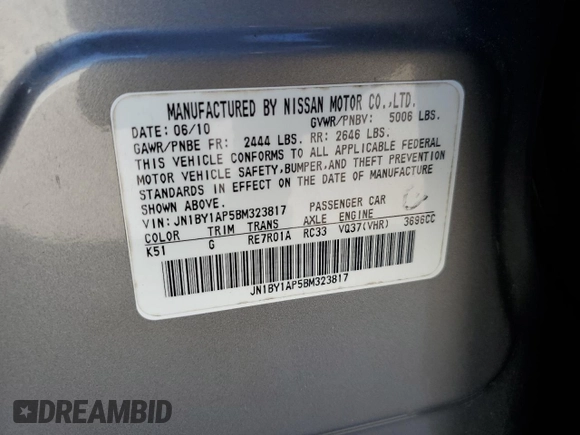 MANUFACTURED BY NISSAN MOTOR CO.,LTD.
DATE: 06/10 GVWR/PNBV: 5006 LBS.
GAWR/PNBE FR: 2444 LBS. RR: 2646 LBS.
THIS VEHICLE CONFORMS TO ALL APPLICABLE FEDERAL
MOTOR VEHICLE SAFETY, BUMPER, AND THEFT PREVENTION
STANDARDS IN EFFECT ON THE DATE OF MANUFACTURE
SHOWN ABOVE.
VIN: JN1BY1AP5BM323817 PASSENGER CAR
COLOR TRIM TRANS AXLE ENGINE
K51 G RE7R01A RC33 VQ37(VHR) 3696CC
JN1BY1AP5BM323817
DREAMBID